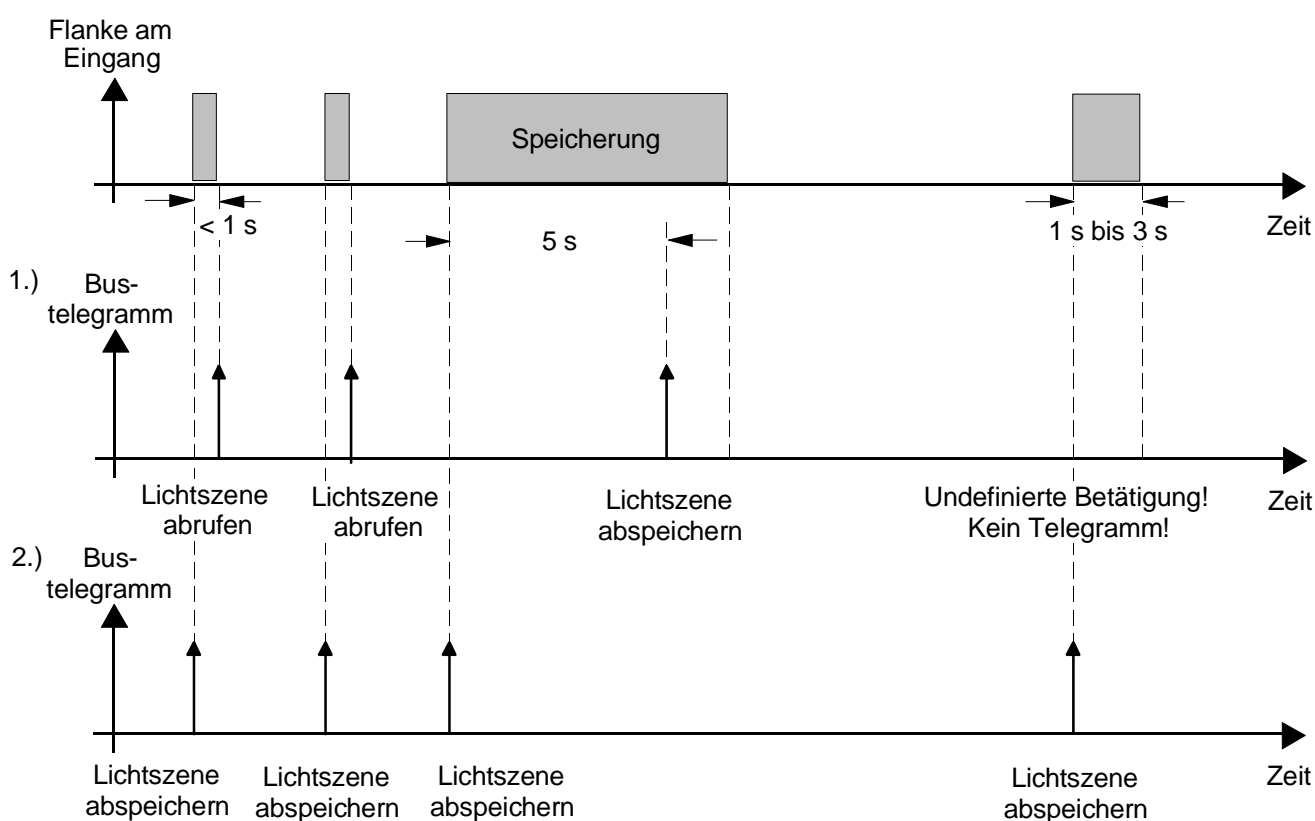 Flanke am
Eingang
Speicherung
< 1 s
5 s
1 s bis 3 s
Zeit
1.) Bus-
telegramm
Lichtszene
abrufen
Lichtszene
abrufen
Lichtszene
abspeichern
Undefinierte Betätigung!
Kein Telegramm!
Zeit
2.) Bus-
telegramm
Lichtszene
abspeichern
Lichtszene
abspeichern
Lichtszene
abspeichern
Lichtszene
abspeichern
Zeit